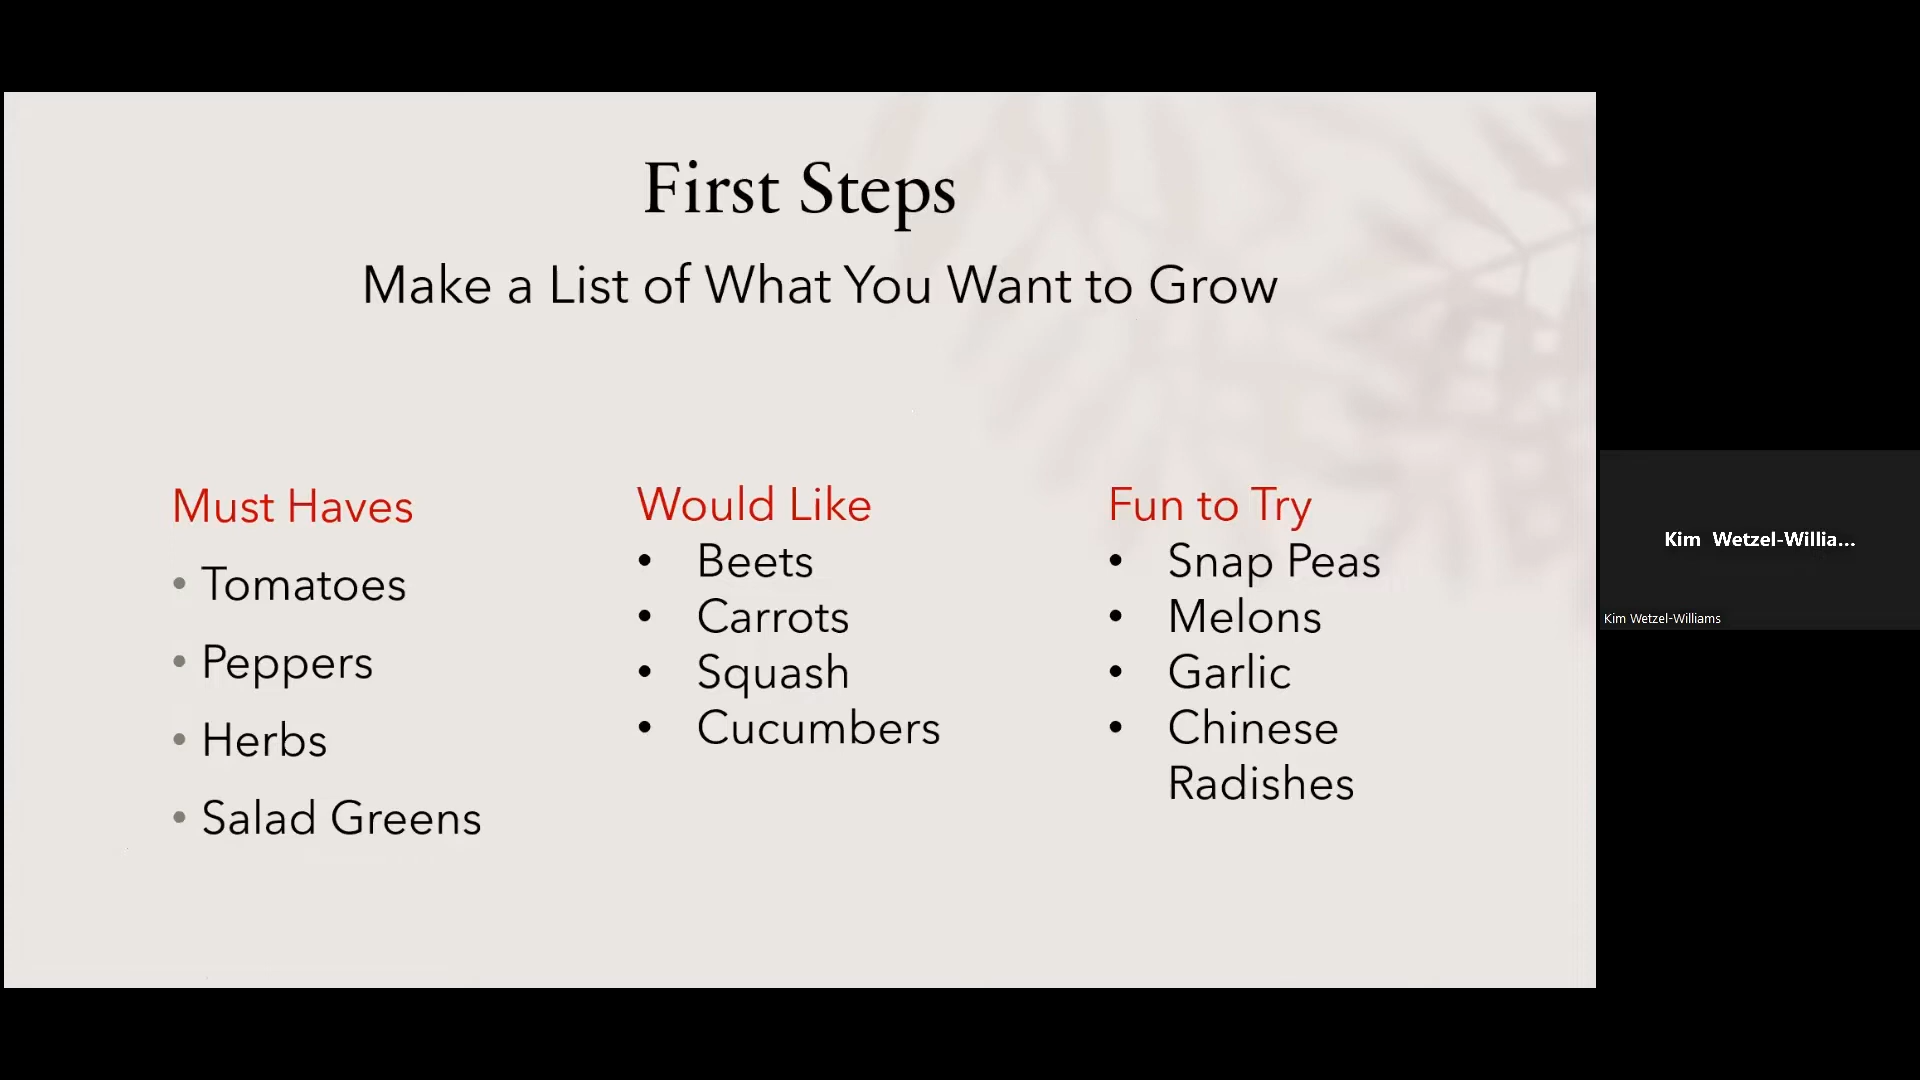 First Steps
Make a List of What You Want to Grow
Must Haves
• Tomatoes
• Peppers
• Herbs
• Salad Greens
Would Like
• Beets
• Carrots
• Squash
• Cucumbers
Fun to Try
• Snap Peas
• Melons
• Garlic
• Chinese
Radishes
Kim Wetzel-Willia...
Kim Wetzel-Williams